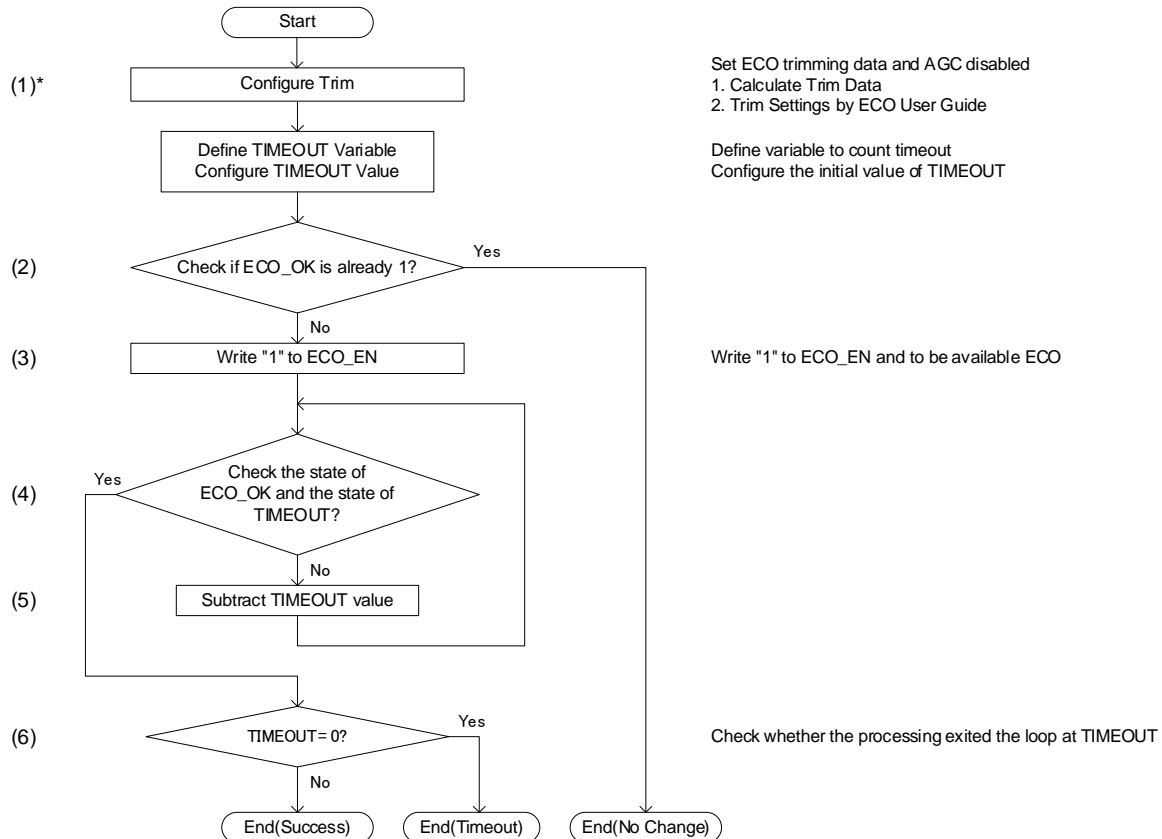 Start
(1)*
Configure Trim
Set ECO trimming data and AGC disabled
1. Calculate Trim Data
2. Trim Settings by ECO User Guide
Define TIMEOUT Variable
Configure TIMEOUT Value
Define variable to count timeout
Configure the initial value of TIMEOUT
(2)
Check if ECO_OK is already 1?
Yes
No
(3)
Write "1" to ECO_EN
Write "1" to ECO_EN and to be available ECO
(4)
Yes
Check the state of
ECO_OK and the state of
TIMEOUT?
No
(5)
Subtract TIMEOUT value
(6)
TIMEOUT= 0?
Yes
Check whether the processing exited the loop at TIMEOUT
No
End(Success)
End(Timeout)
End(No Change)